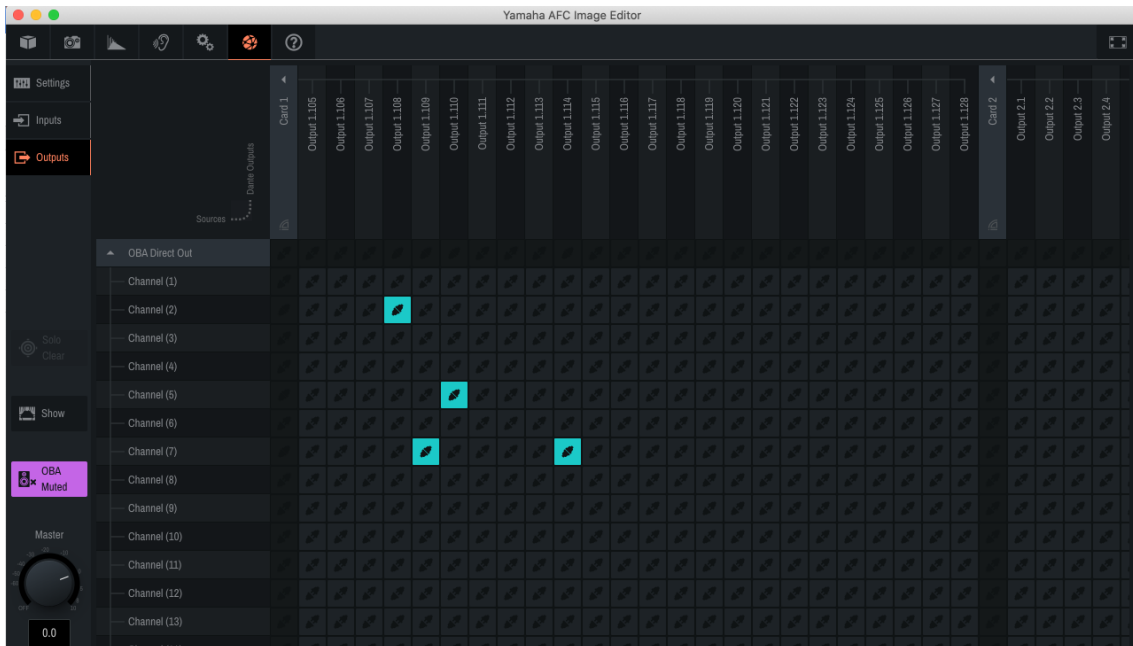 Yamaha AFC Image Editor
Settings
Inputs
Outputs
Sources
Dante Outputs
Card 1
Output 1.105
Output 1.106
Output 1.107
Output 1.108
Output 1.109
Output 1.110
Output 1.111
Output 1.112
Output 1.113
Output 1.114
Output 1.115
Output 1.116
Output 1.117
Output 1.118
Output 1.119
Output 1.120
Output 1.121
Output 1.122
Output 1.123
Output 1.124
Output 1.125
Output 1.126
Output 1.127
Output 1.128
Card 2
Output 2.1
Output 2.2
Output 2.3
Output 2.4
OBA Direct Out
Channel (1)
Channel (2)
Channel (3)
Channel (4)
Channel (5)
Channel (6)
Channel (7)
Channel (8)
Channel (9)
Channel (10)
Channel (11)
Channel (12)
Channel (13)
Solo
Clear
Show
OBA
Muted
Master
OFF
0.0